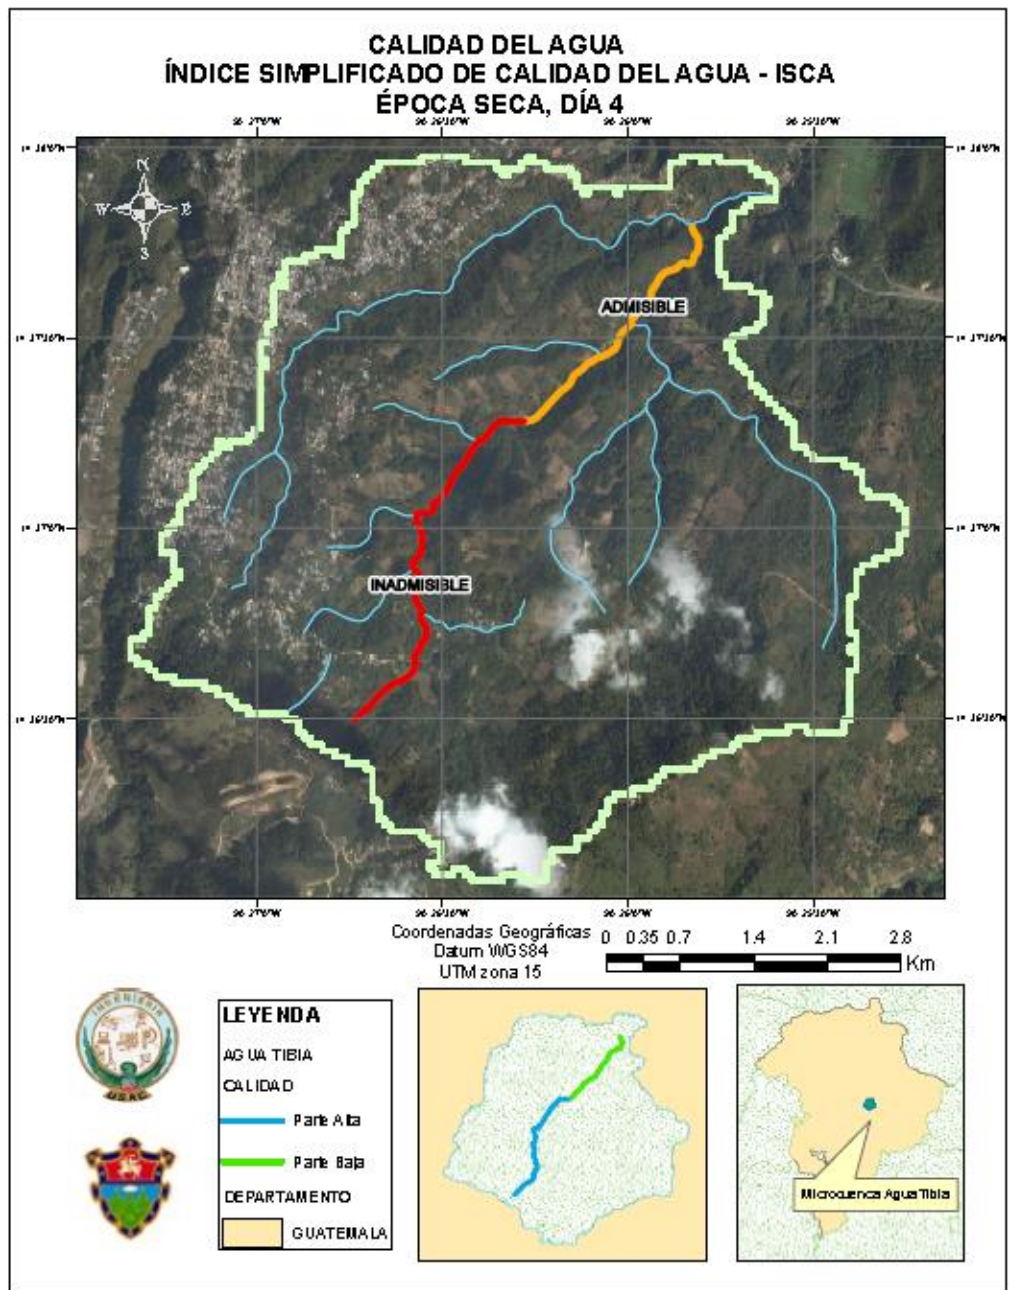 CALIDAD DEL AGUA
ÍNDICE SIMPLIFICADO DE CALIDAD DEL AGUA - ISCA
ÉPOCA SECA, DÍA 4
N
W E
S
ADMISIBLE
INADMISIBLE
Coordenadas Geográficas
Datum WGS84
UTM zona 15
0 0.35 0.7 1.4 2.1 2.8
Km
INGENIERIA
USAC
LEYENDA
AGUA TIBIA
CALIDAD
Parte Alta
Parte Baja
DEPARTAMENTO
GUATEMALA
Microcuenca Agua Tibia